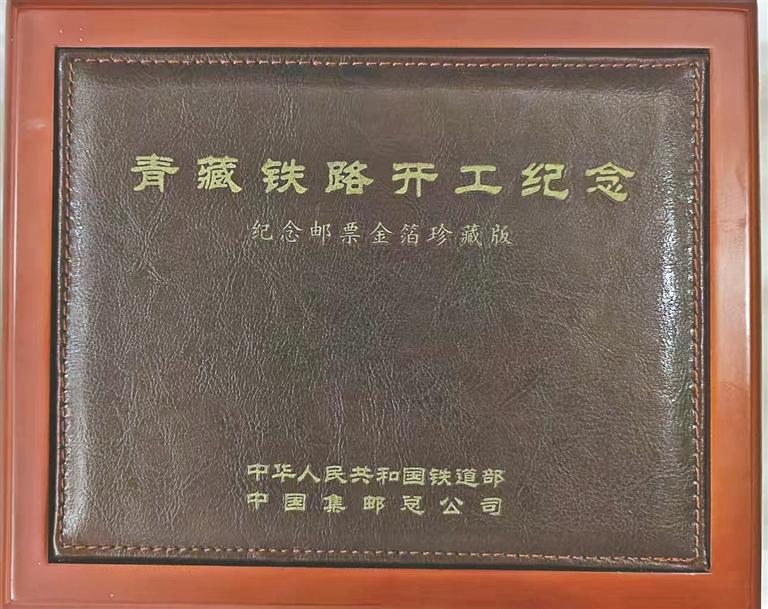 青藏铁路开工纪念
纪念邮票金箔珍藏版
中华人民共和国铁道部
中国集邮总公司